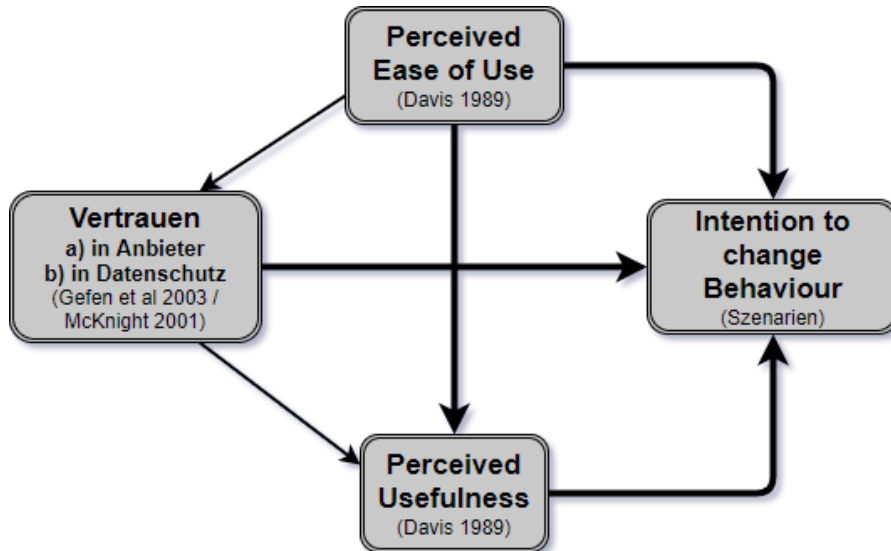 Perceived
Ease of Use
(Davis 1989)
Vertrauen
a) in Anbieter
b) in Datenschutz
(Gefen et al 2003 /
McKnight 2001)
Intention to
change
Behaviour
(Szenarien)
Perceived
Usefulness
(Davis 1989)